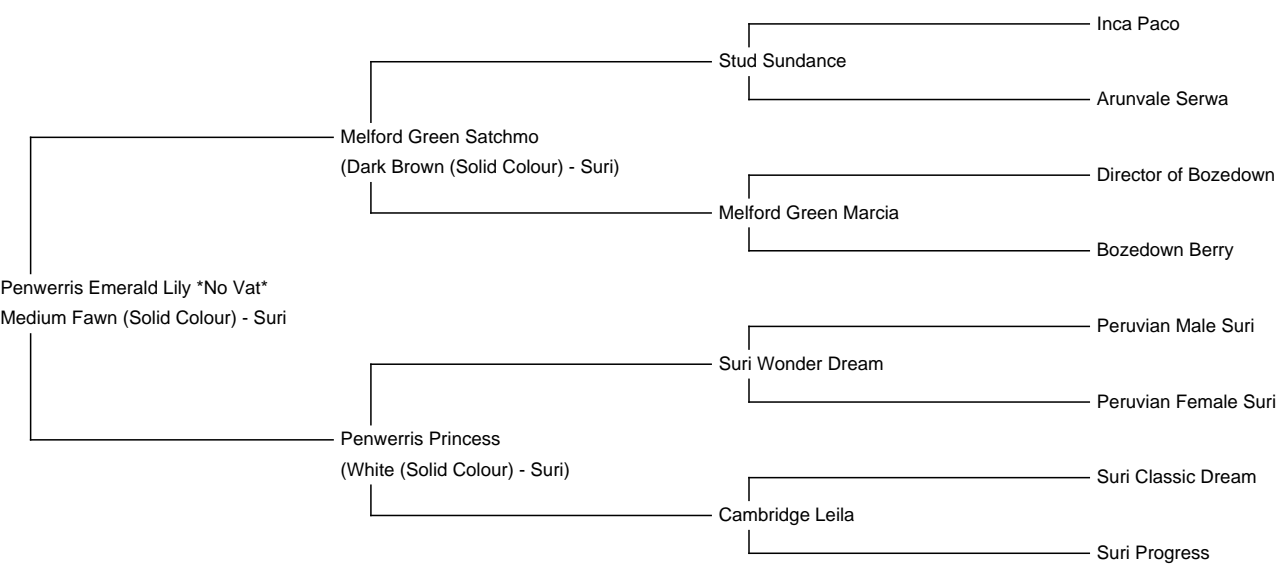 Inca Paco
Stud Sundance
Arunvale Serwa
Melford Green Satchmo
(Dark Brown (Solid Colour) - Suri)
Director of Bozedown
Melford Green Marcia
Bozedown Berry
Penwerris Emerald Lily *No Vat*
Medium Fawn (Solid Colour) - Suri
Peruvian Male Suri
Suri Wonder Dream
Peruvian Female Suri
Penwerris Princess
(White (Solid Colour) - Suri)
Suri Classic Dream
Cambridge Leila
Suri Progress